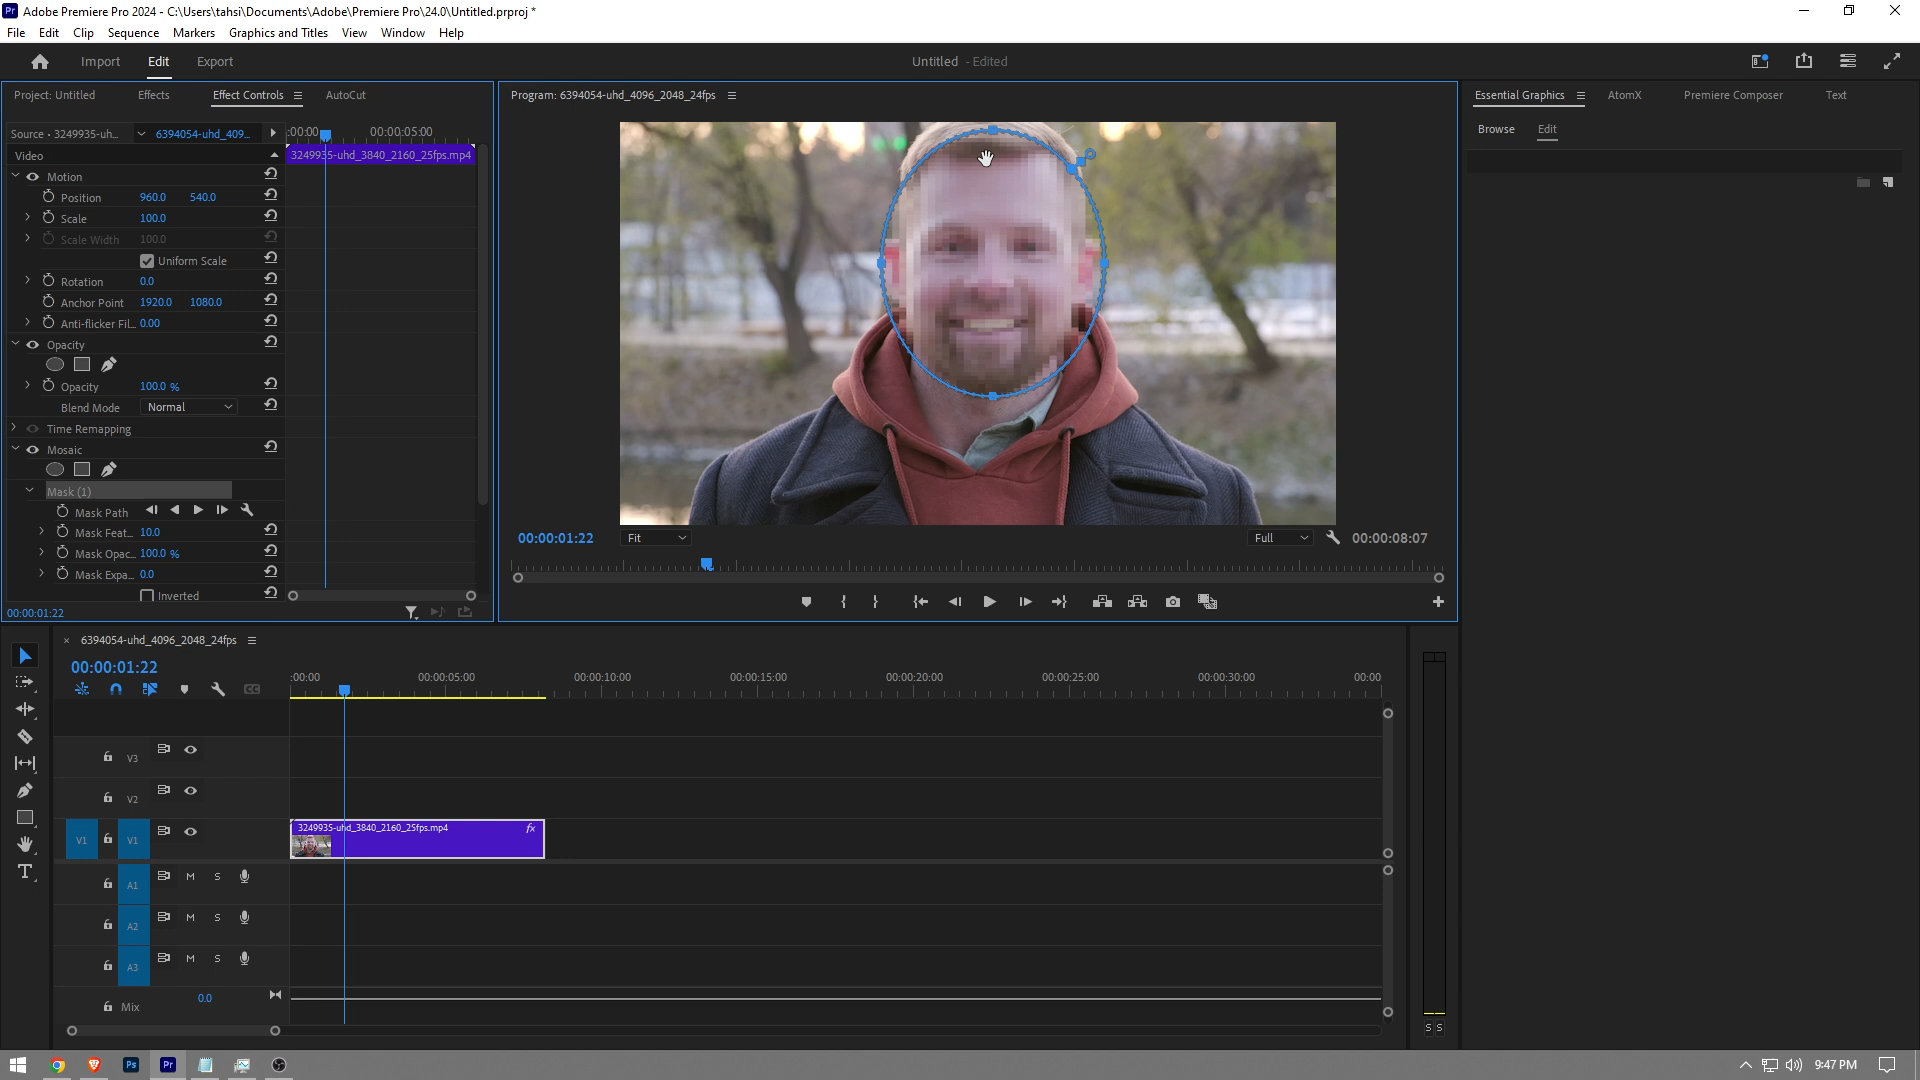 Pr Adobe Premiere Pro 2024 - C:\Users\tahsi\Documents\Adobe\Premiere Pro\24.0\Untitled.prproj *
File Edit Clip Sequence Markers Graphics and Titles View Window Help
Import Edit Export Untitled - Edited
Project: Untitled Effects Effect Controls AutoCut
Program: 6394054-uhd_4096_2048_24fps
Essential Graphics AtomX Premiere Composer Text
Browse Edit
Source • 3249935-uh... 6394054-uhd_409... :00:00 00:00:05:00
Video 3249935-uhd_3840_2160_25fps.mp4
Motion
Position 960.0 540.0
Scale 100.0
Scale Width 100.0
Uniform Scale
Rotation 0.0
Anchor Point 1920.0 1080.0
Anti-flicker Fil... 0.00
Opacity
Opacity 100.0 %
Blend Mode Normal
Time Remapping
Mosaic
Mask (1)
Mask Path
Mask Feat... 10.0
Mask Opac... 100.0 %
Mask Expa... 0.0
Inverted
00:00:01:22
00:00:01:22 Fit Full 00:00:08:07
× 6394054-uhd_4096_2048_24fps
00:00:01:22
:00:00 00:00:05:00 00:00:10:00 00:00:15:00 00:00:20:00 00:00:25:00 00:00:30:00 00:00
CC
V3
V2
V1 V1
3249935-uhd_3840_2160_25fps.mp4 fx
A1 M S
A2 M S
A3 M S
Mix 0.0
S S
Ps Pr 9:47 PM